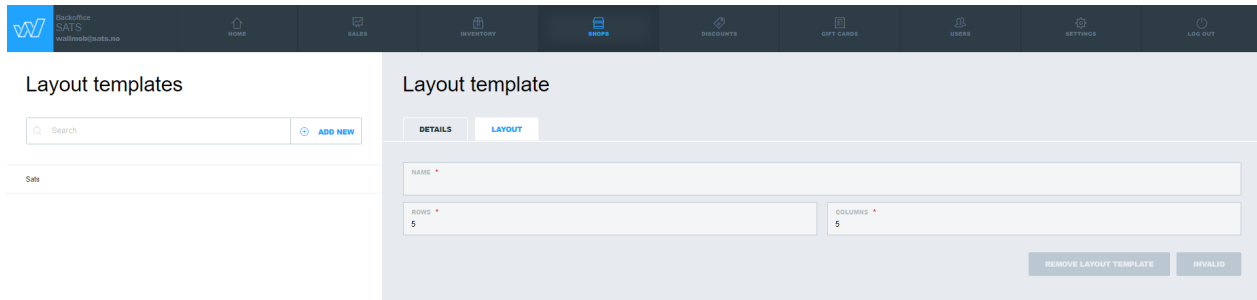 Backoffice
SATS
wallmob@sats.no
HOME
SALES
INVENTORY
SHOPS
DISCOUNTS
GIFT CARDS
USERS
SETTINGS
LOG OUT
Layout templates
Search
ADD NEW
Sats
Layout template
DETAILS
LAYOUT
NAME *
ROWS *
5
COLUMNS *
5
REMOVE LAYOUT TEMPLATE
INVALID